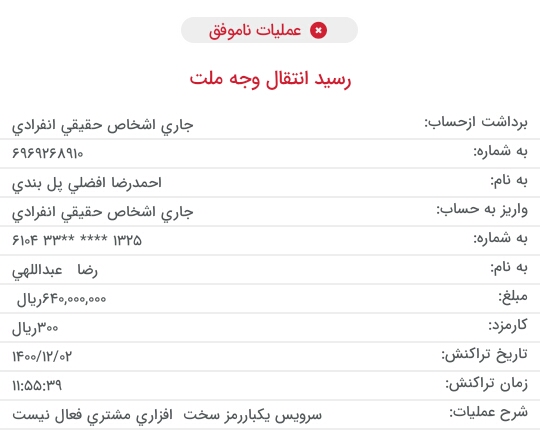 عملیات ناموفق
رسید انتقال وجه ملت
برداشت ازحساب: جاري اشخاص حقيقي انفرادي
به شماره: ۶۹۶۹۲۶۸۹۱۰
به نام: احمدرضا افضلي پل بندي
واریز به حساب: جاري اشخاص حقيقي انفرادي
به شماره: ۶۱۰۴ ۳۳** **** ۱۳۲۵
به نام: رضا عبداللهي
مبلغ: ۶۴۰,۰۰۰,۰۰۰ریال
کارمزد: ۳۰۰ریال
تاریخ تراکنش: ۱۴۰۰/۱۲/۰۲
زمان تراکنش: ۱۱:۵۵:۳۹
شرح عملیات: سرويس يكباررمز سخت افزاري مشتري فعال نيست